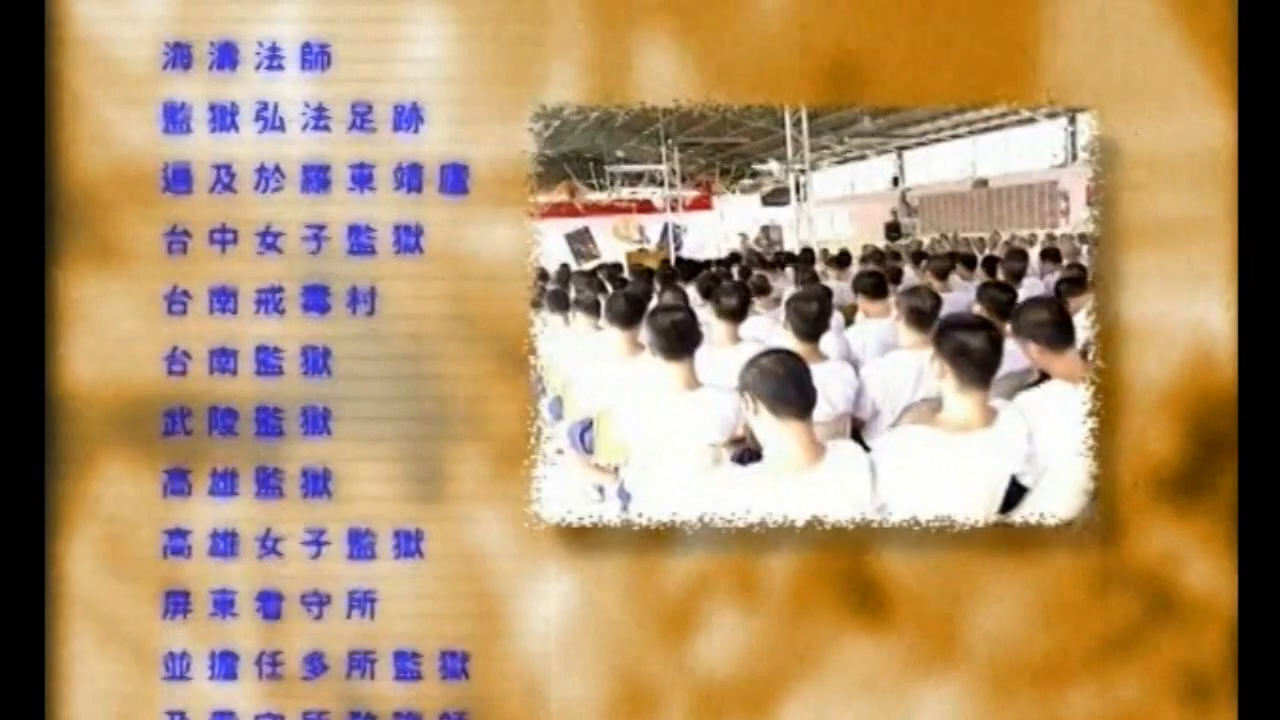 海濤法師
監獄弘法足跡
遍及於羅東靖廬
台中女子監獄
台南戒毒村
台南監獄
武陵監獄
高雄監獄
高雄女子監獄
屏東看守所
並擔任多所監獄